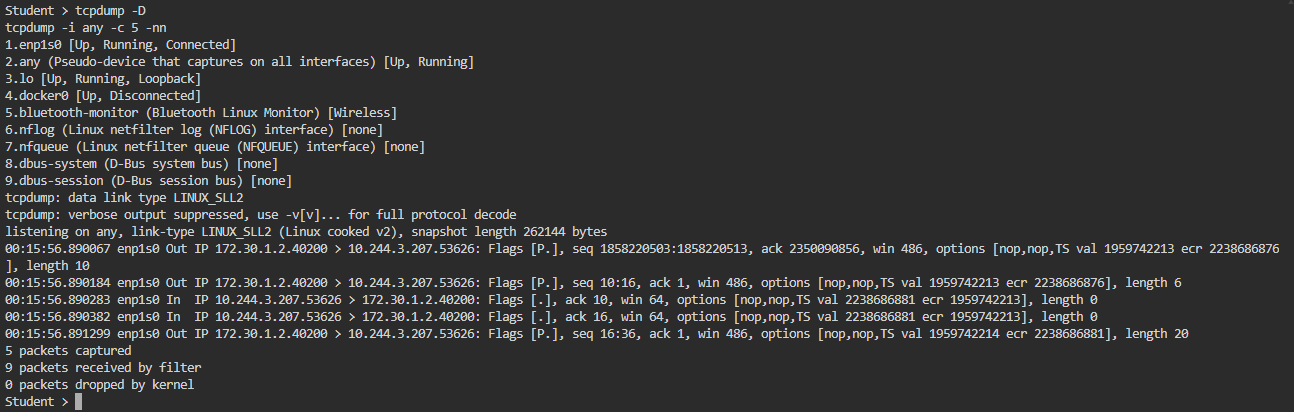 Student > tcpdump -D
tcpdump -i any -c 5 -nn
1.enp1s0 [Up, Running, Connected]
2.any (Pseudo-device that captures on all interfaces) [Up, Running]
3.lo [Up, Running, Loopback]
4.docker0 [Up, Disconnected]
5.bluetooth-monitor (Bluetooth Linux Monitor) [Wireless]
6.nflog (Linux netfilter log (NFLOG) interface) [none]
7.nfqueue (Linux netfilter queue (NFQUEUE) interface) [none]
8.dbus-system (D-Bus system bus) [none]
9.dbus-session (D-Bus session bus) [none]
tcpdump: data link type LINUX_SLL2
tcpdump: verbose output suppressed, use -v[v]... for full protocol decode
listening on any, link-type LINUX_SLL2 (Linux cooked v2), snapshot length 262144 bytes
00:15:56.890067 enp1s0 Out IP 172.30.1.2.40200 > 10.244.3.207.53626: Flags [P.], seq 1858220503:1858220513, ack 2350090856, win 486, options [nop,nop,TS val 1959742213 ecr 2238686876
], length 10
00:15:56.890184 enp1s0 Out IP 172.30.1.2.40200 > 10.244.3.207.53626: Flags [P.], seq 10:16, ack 1, win 486, options [nop,nop,TS val 1959742213 ecr 2238686876], length 6
00:15:56.890283 enp1s0 In  IP 10.244.3.207.53626 > 172.30.1.2.40200: Flags [.], ack 10, win 64, options [nop,nop,TS val 2238686881 ecr 1959742213], length 0
00:15:56.890382 enp1s0 In  IP 10.244.3.207.53626 > 172.30.1.2.40200: Flags [.], ack 16, win 64, options [nop,nop,TS val 2238686881 ecr 1959742213], length 0
00:15:56.891299 enp1s0 Out IP 172.30.1.2.40200 > 10.244.3.207.53626: Flags [P.], seq 16:36, ack 1, win 486, options [nop,nop,TS val 1959742214 ecr 2238686881], length 20
5 packets captured
9 packets received by filter
0 packets dropped by kernel
Student >